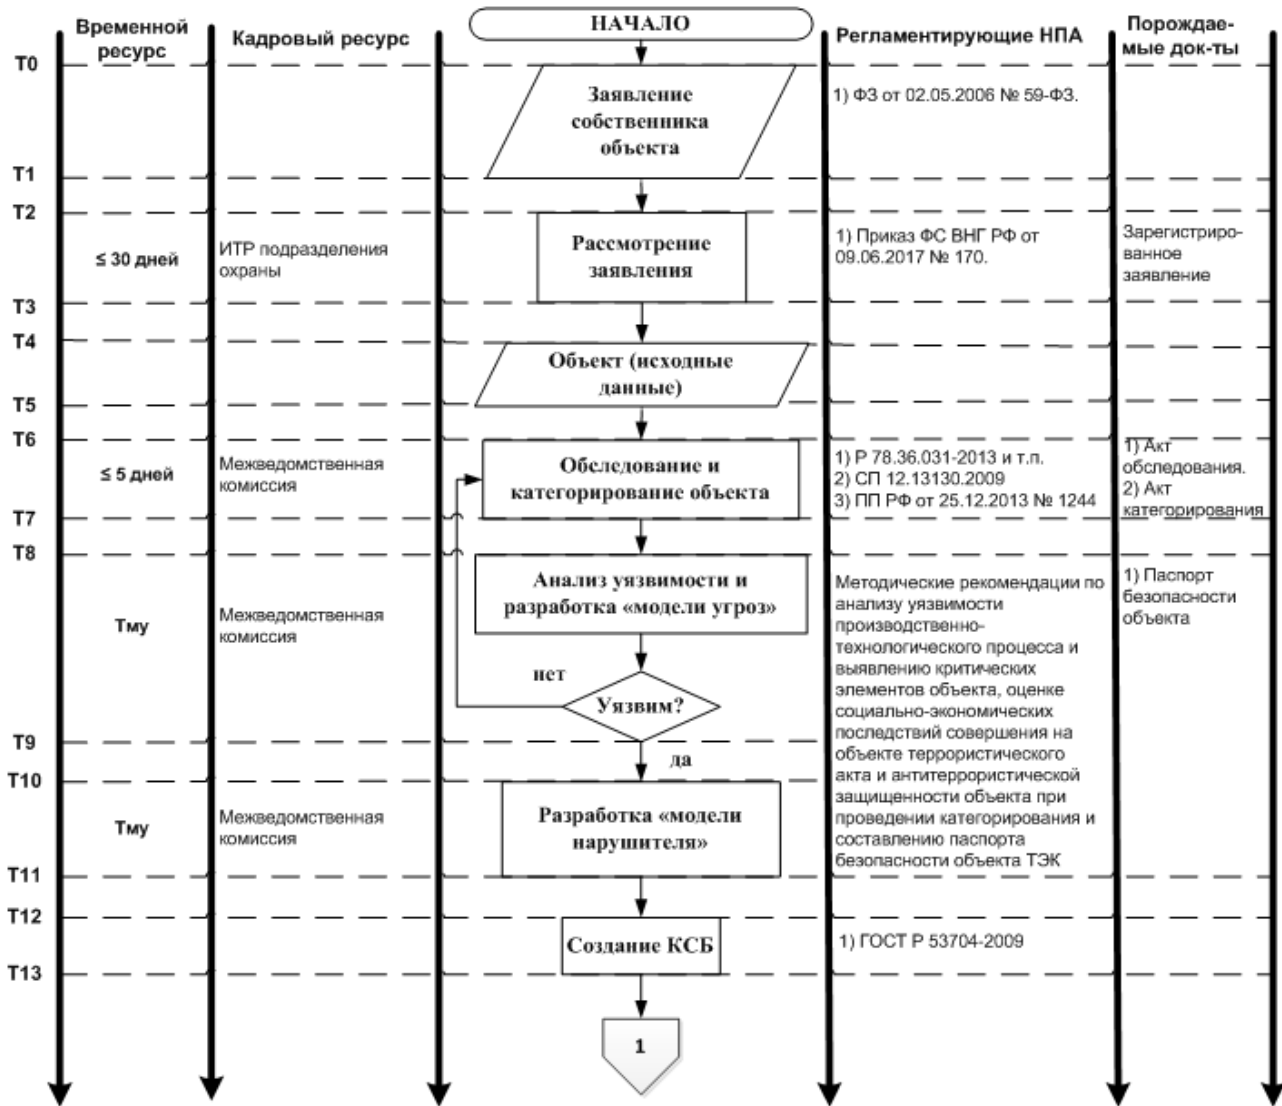 Временной
ресурс
Кадровый ресурс
НАЧАЛО
Регламентирующие НПА
Порождае-
мые док-ты
T0
Заявление
собственника
объекта
1) ФЗ от 02.05.2006 № 59-ФЗ.
T1
T2
≤ 30 дней
ИТР подразделения
охраны
Рассмотрение
заявления
1) Приказ ФС ВНГ РФ от
09.06.2017 № 170.
Зарегистриро-
ванное
заявление
T3
T4
Объект (исходные
данные)
T5
T6
≤ 5 дней
Межведомственная
комиссия
Обследование и
категорирование объекта
1) Р 78.36.031-2013 и т.п.
2) СП 12.13130.2009
3) ПП РФ от 25.12.2013 № 1244
1) Акт
обследования.
2) Акт
категорирования
T7
T8
Тму
Межведомственная
комиссия
Анализ уязвимости и
разработка «модели угроз»
Методические рекомендации по
анализу уязвимости
производственно-
технологического процесса и
выявлению критических
элементов объекта, оценке
социально-экономических
последствий совершения на
объекте террористического
акта и антитеррористической
защищенности объекта при
проведении категорирования и
составлению паспорта
безопасности объекта ТЭК
1) Паспорт
безопасности
объекта
нет
Уязвим?
T9
да
T10
Тму
Межведомственная
комиссия
Разработка «модели
нарушителя»
T11
T12
Создание КСБ
1) ГОСТ Р 53704-2009
T13
1